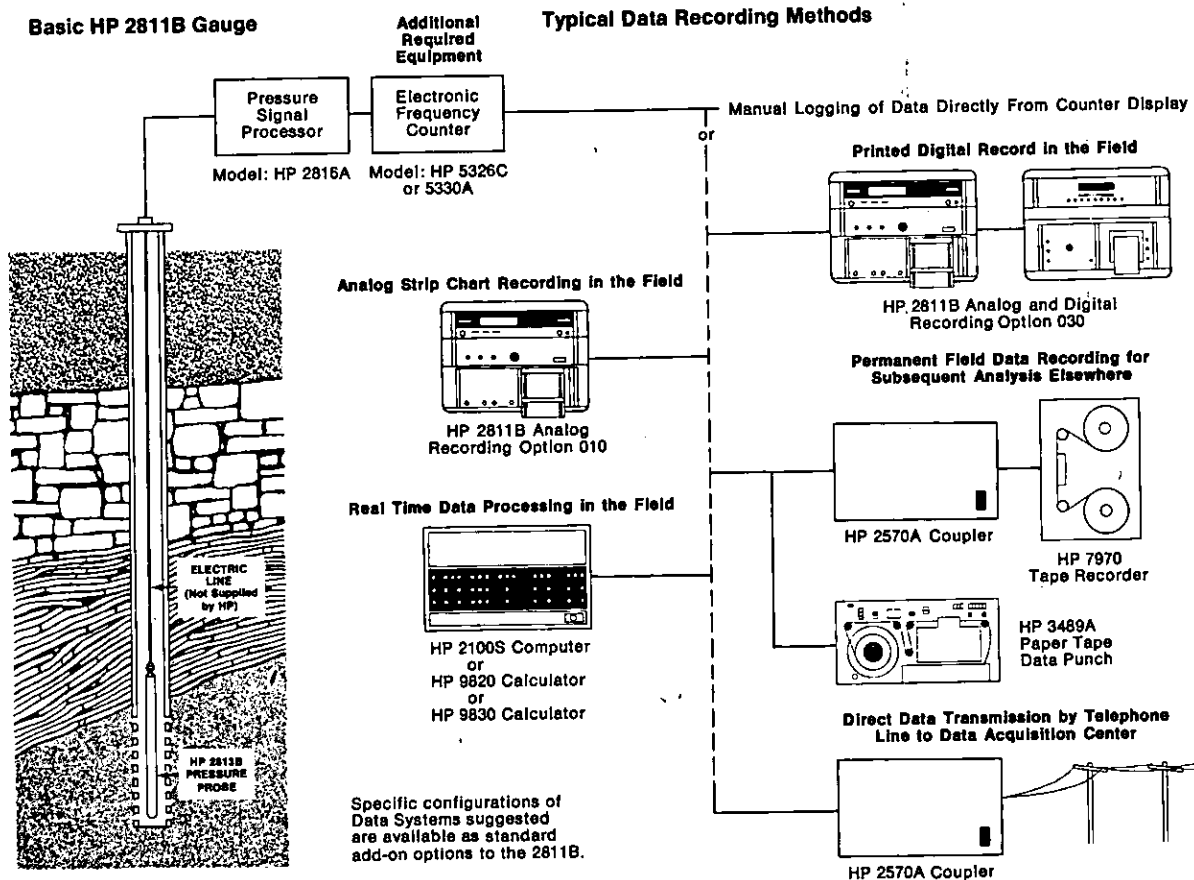 Basic HP 2811B Gauge
Additional
Required
Equipment
Typical Data Recording Methods
Pressure
Signal
Processor
Electronic
Frequency
Counter
Model: HP 2816A
Model: HP 5326C
or 5330A
Manual Logging of Data Directly From Counter Display
or
Printed Digital Record in the Field
HP 2811B Analog and Digital
Recording Option 030
Analog Strip Chart Recording in the Field
HP 2811B Analog
Recording Option 010
Permanent Field Data Recording for
Subsequent Analysis Elsewhere
HP 2570A Coupler
HP 7970
Tape Recorder
Real Time Data Processing in the Field
HP 2100S Computer
or
HP 9820 Calculator
or
HP 9830 Calculator
HP 3489A
Paper Tape
Data Punch
ELECTRIC
LINE
(Not Supplied
by HP)
HP 2813B
PRESSURE
PROBE
Direct Data Transmission by Telephone
Line to Data Acquisition Center
HP 2570A Coupler
Specific configurations of
Data Systems suggested
are available as standard
add-on options to the 2811B.